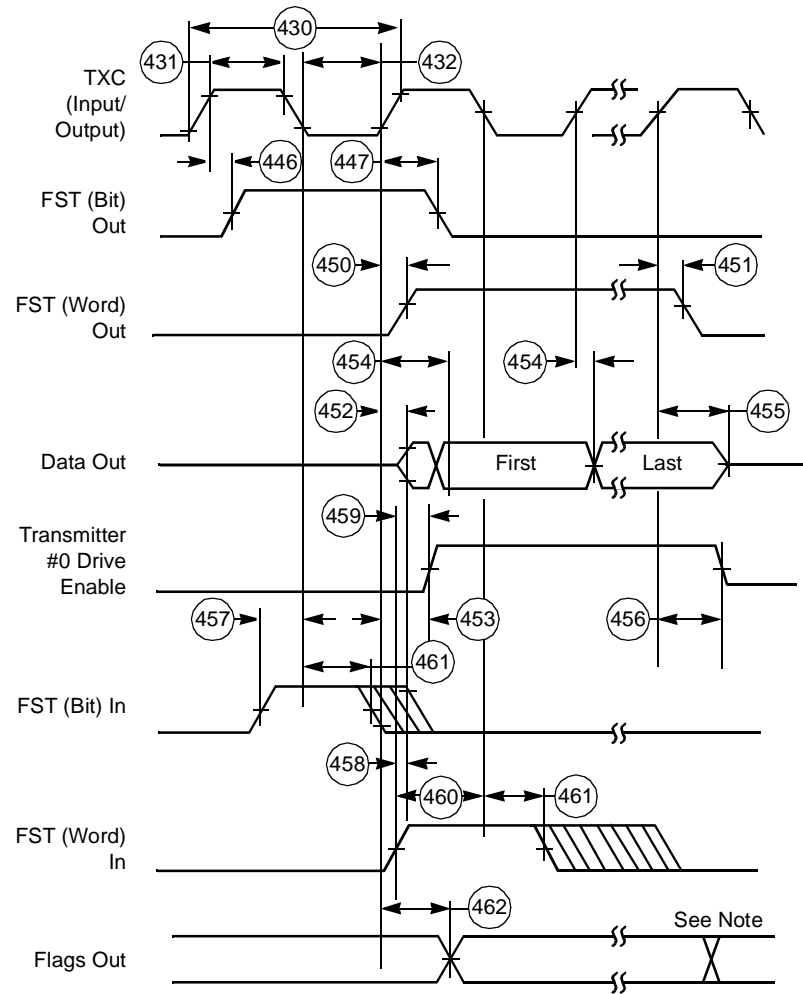 430
431
432
TXC
(Input/
Output)
446
447
FST (Bit)
Out
450
451
FST (Word)
Out
454
454
452
455
Data Out
First
Last
459
Transmitter
#0 Drive
Enable
457
453
456
461
FST (Bit) In
458
460
461
FST (Word)
In
462
See Note
Flags Out